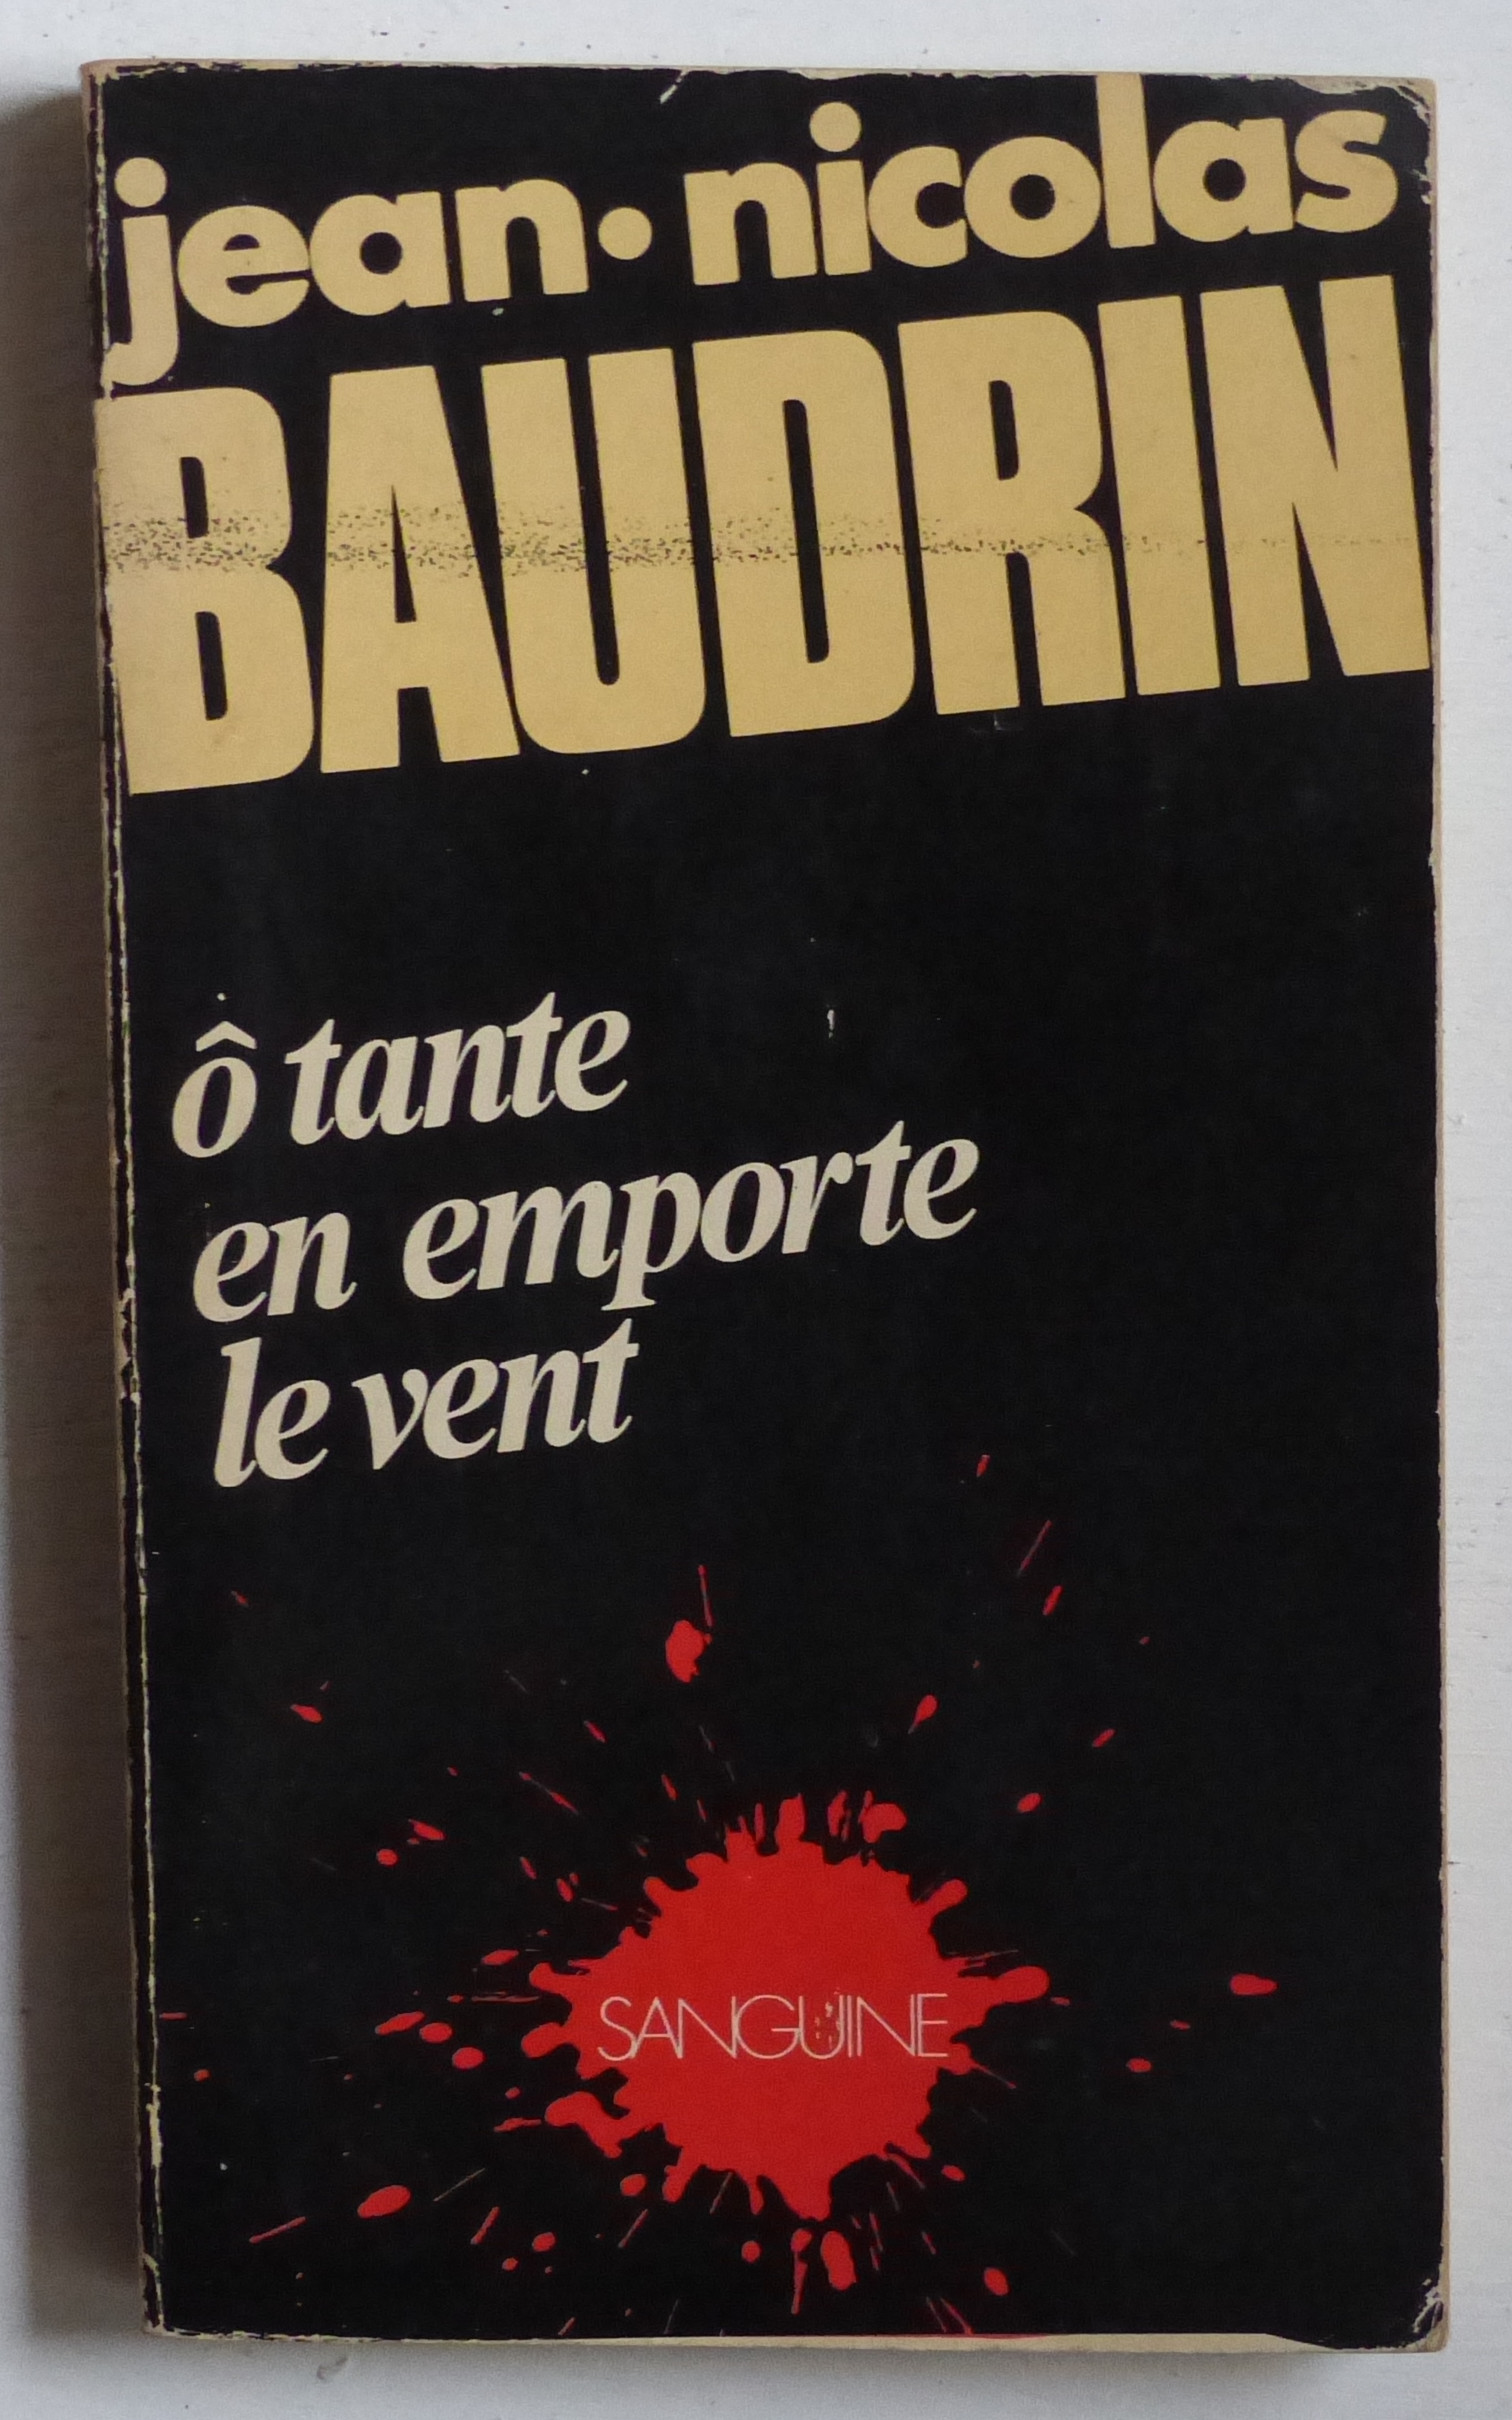 jean•nicolas
BAUDRIN
ô tante
en emporte
le vent
SANGUINE